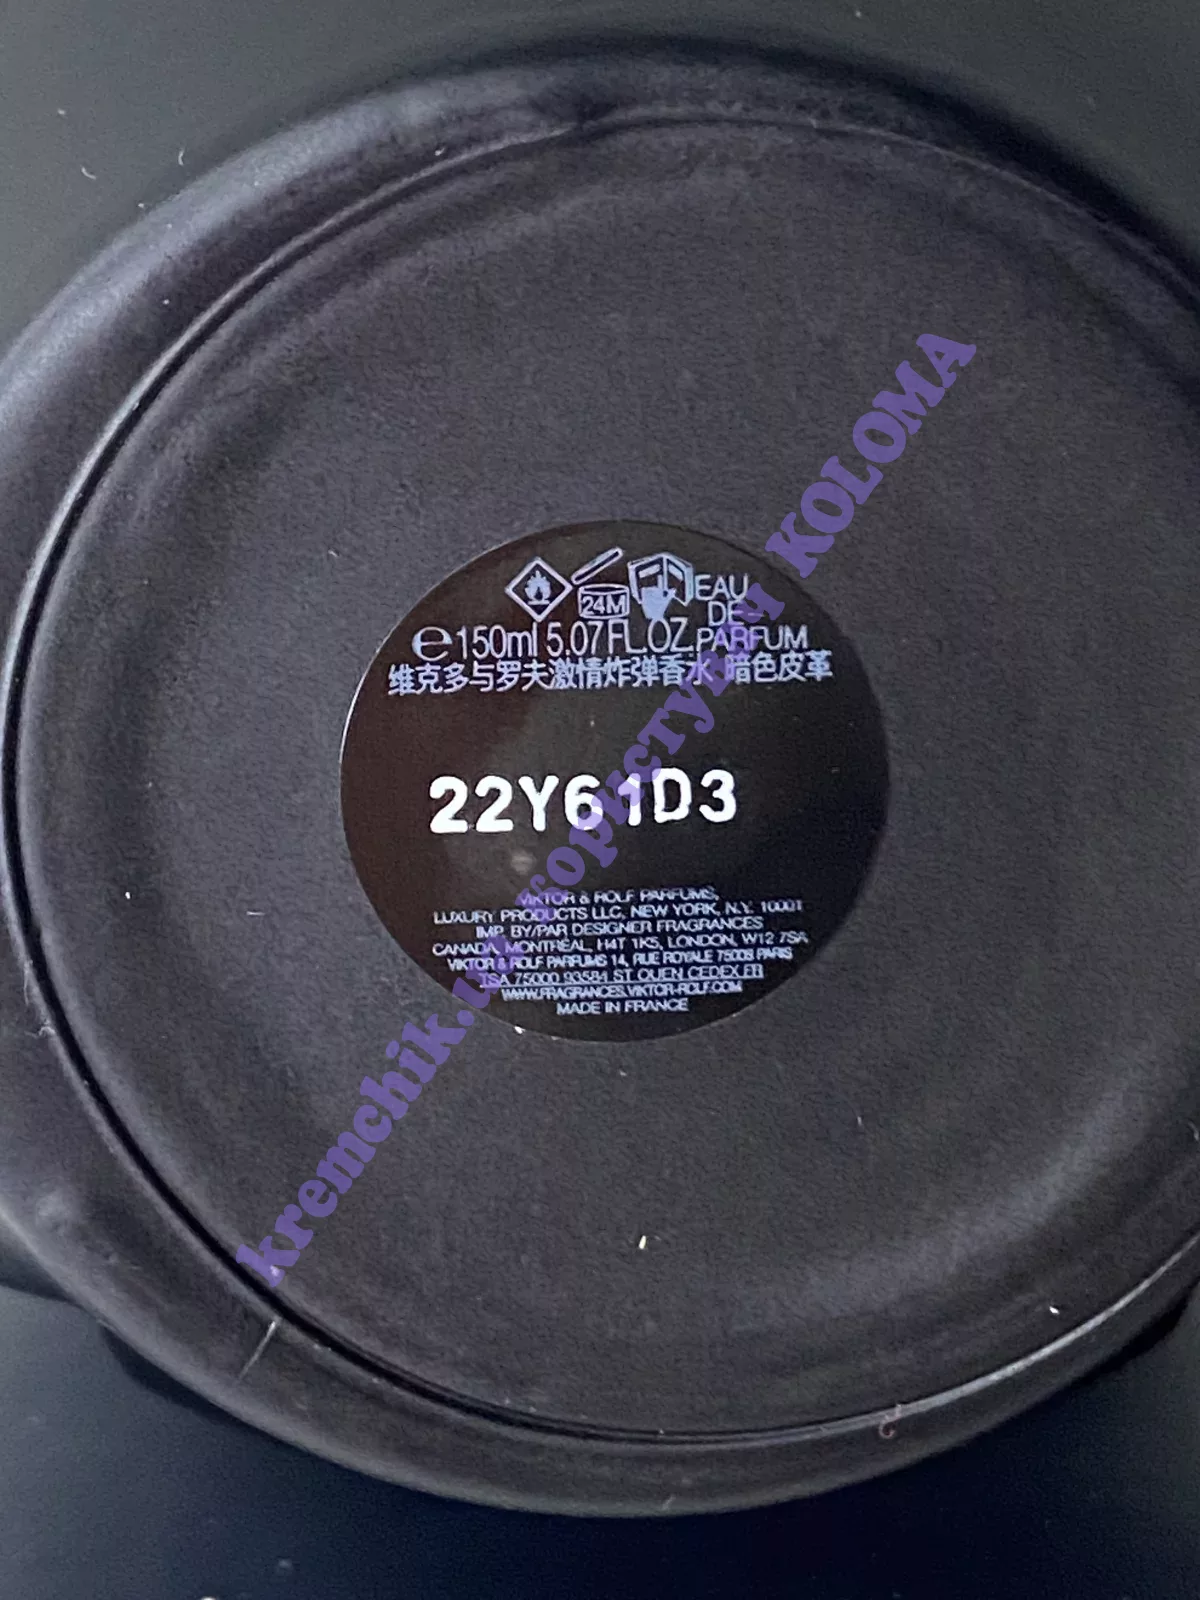 24M
EAU
DE
e150ml 5.07 FL.OZ. PARFUM
维克多与罗夫激情炸弹香水 暗色皮革
22Y61D3
VIKTOR & ROLF PARFUMS,
LUXURY PRODUCTS LLC, NEW YORK, N.Y. 10001
IMP. BY/PAR DESIGNER FRAGRANCES
CANADA, MONTREAL, H4T 1K5, LONDON, W12 7SA
VIKTOR & ROLF PARFUMS 14, RUE ROYALE 75008 PARIS
TSA 75000 93584 ST OUEN CEDEX FR
WWW.FRAGRANCES.VIKTOR-ROLF.COM
MADE IN FRANCE
kremchik.ua користувач KOLOMA